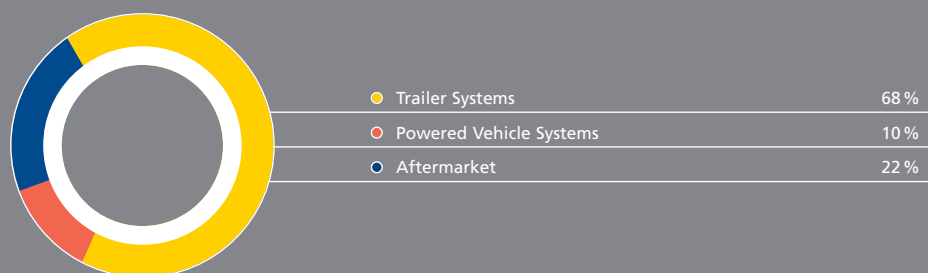 Trailer Systems 68 %
Powered Vehicle Systems 10 %
Aftermarket 22 %